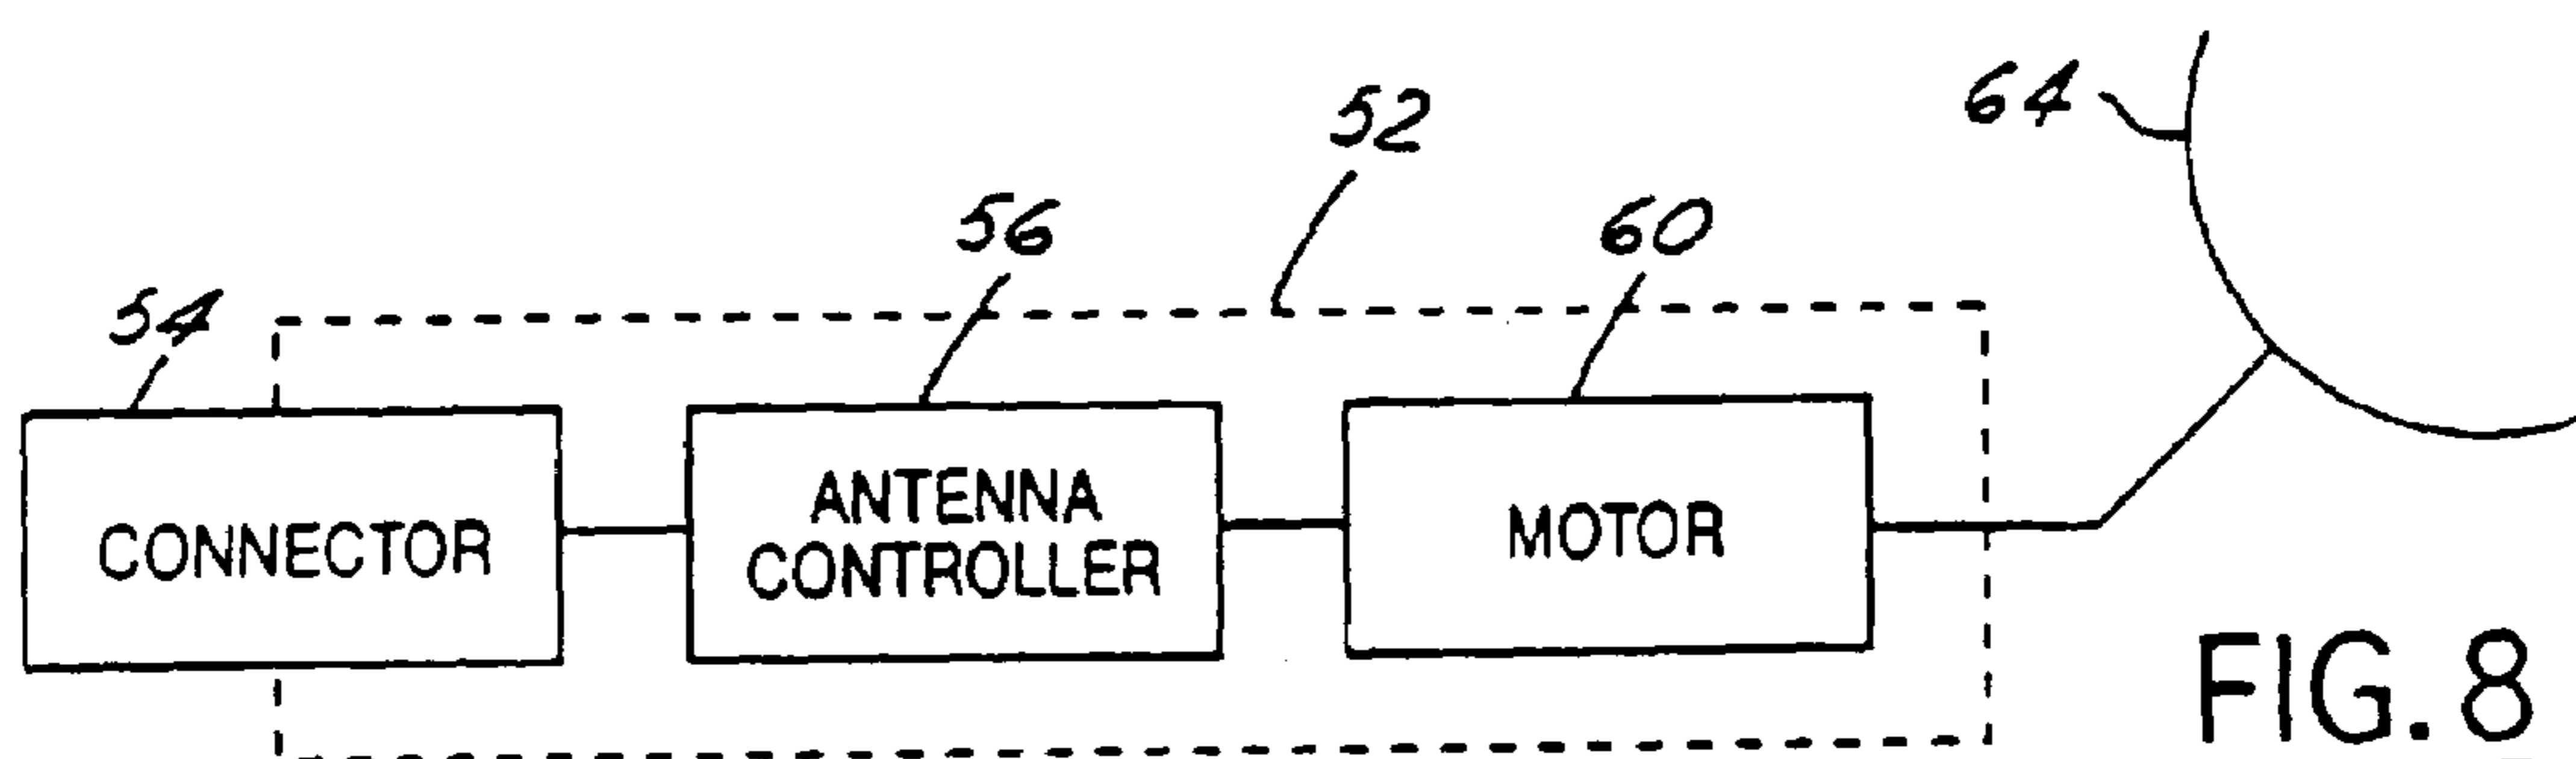 64
52
56
60
54
CONNECTOR
ANTENNA
CONTROLLER
MOTOR
FIG. 8